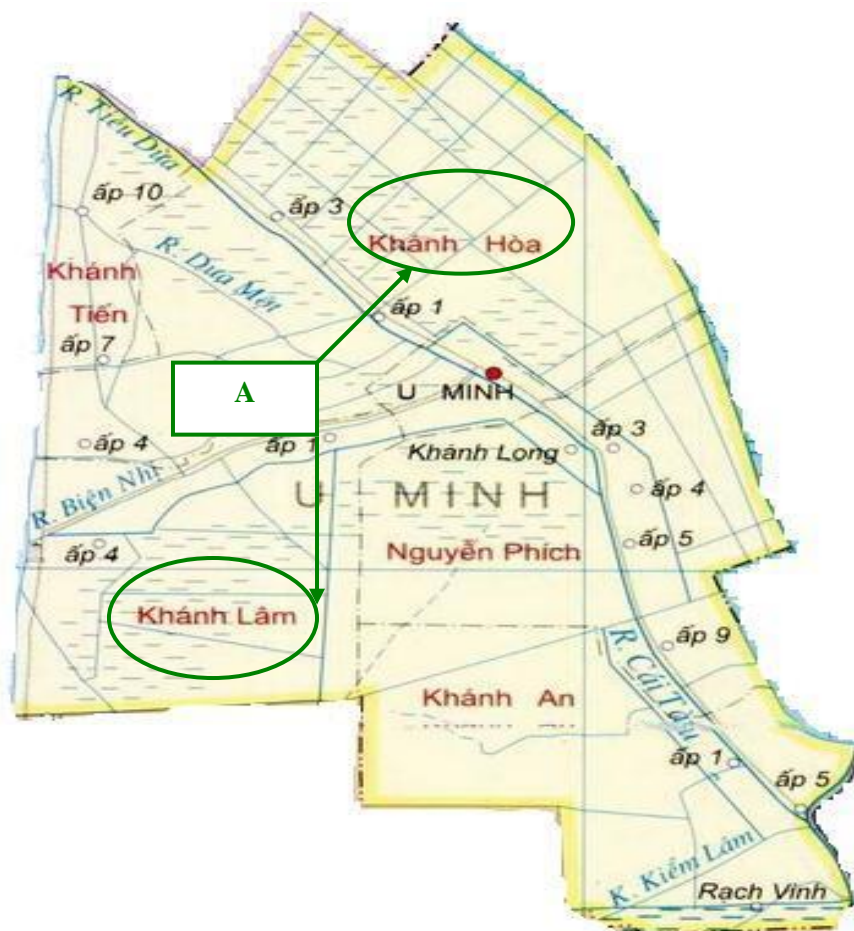 R. Tiểu Dừa
ấp 10
ấp 3
Khánh Hòa
R. Dừa Một
Khánh
Tiến
ấp 1
ấp 7
A
U MINH
ấp 4
ấp 1
Khánh Long
ấp 3
R. Biện Nhị
U MINH
ấp 4
ấp 4
Nguyễn Phích
ấp 5
Khánh Lâm
ấp 9
R. Cái Tàu
Khánh An
ấp 1
ấp 5
K. Kiểm Lâm
Rạch Vinh